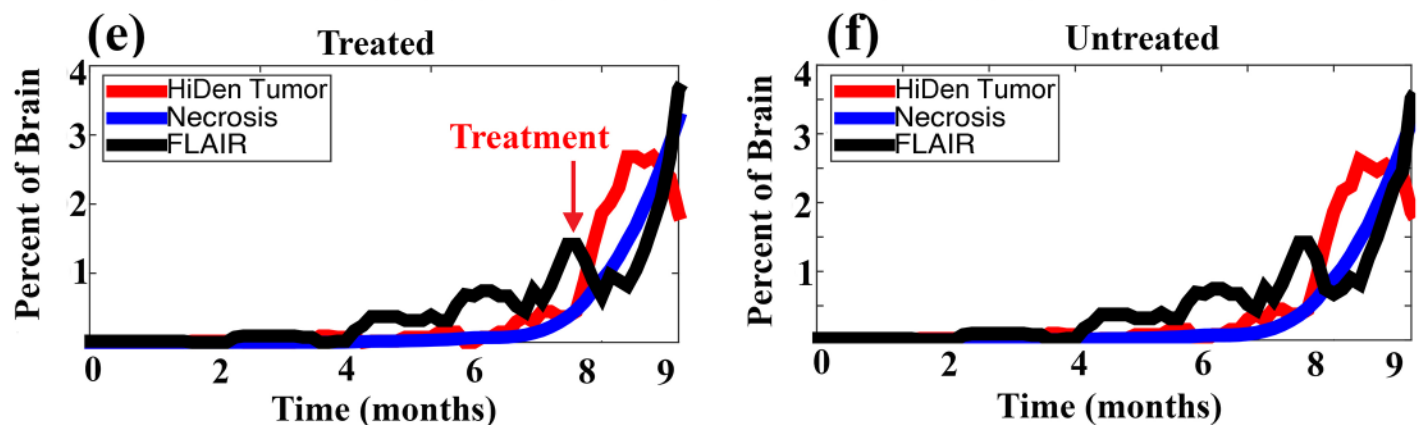 (e)
Treated
Percent of Brain
4
3
2
1
HiDen Tumor
Necrosis
FLAIR
Treatment
0 2 4 6 8 9
Time (months)
(f)
Untreated
Percent of Brain
4
3
2
1
HiDen Tumor
Necrosis
FLAIR
0 2 4 6 8 9
Time (months)